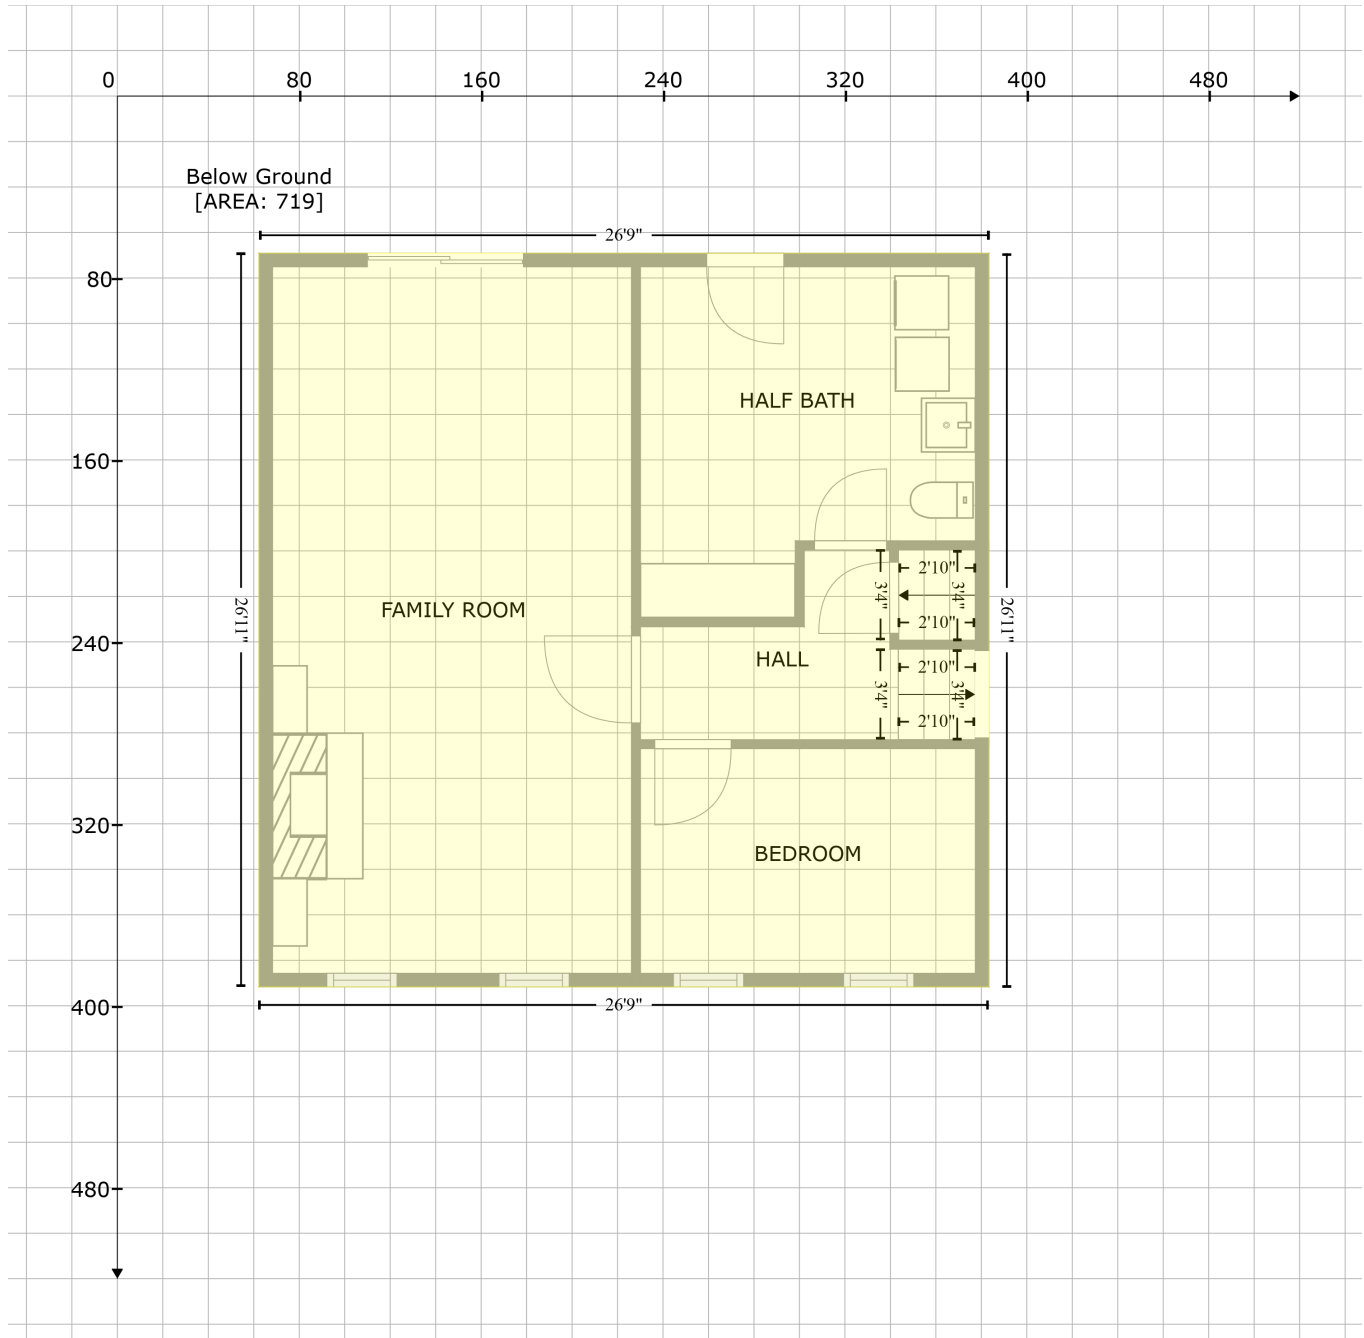 0 80 160 240 320 400 480
Below Ground
[AREA: 719]
26'9"
80
HALF BATH
160
2'10"
3'4" 3'4"
26'11" 26'11"
FAMILY ROOM
2'10"
240
HALL
2'10"
3'4" 3'4"
2'10"
320
BEDROOM
400
26'9"
480